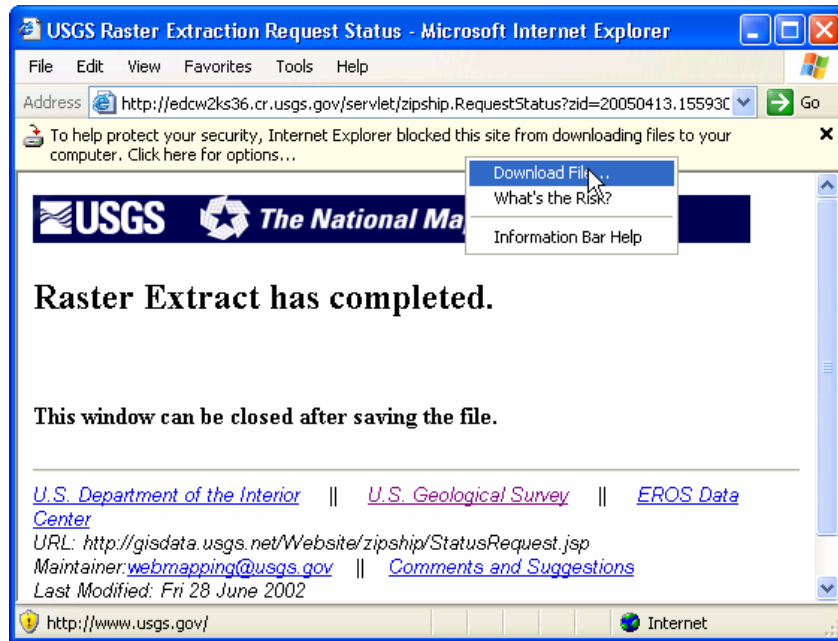 USGS Raster Extraction Request Status - Microsoft Internet Explorer
File Edit View Favorites Tools Help
Address http://edcw2ks36.cr.usgs.gov/servlet/zipship.RequestStatus?zid=20050413.155930 Go
To help protect your security, Internet Explorer blocked this site from downloading files to your
computer. Click here for options...
Download File...
What's the Risk?
Information Bar Help
USGS The National Ma
Raster Extract has completed.
This window can be closed after saving the file.
U.S. Department of the Interior || U.S. Geological Survey || EROS Data
Center
URL: http://gisdata.usgs.net/Website/zipship/StatusRequest.jsp
Maintainer:webmapping@usgs.gov || Comments and Suggestions
Last Modified: Fri 28 June 2002
http://www.usgs.gov/ Internet